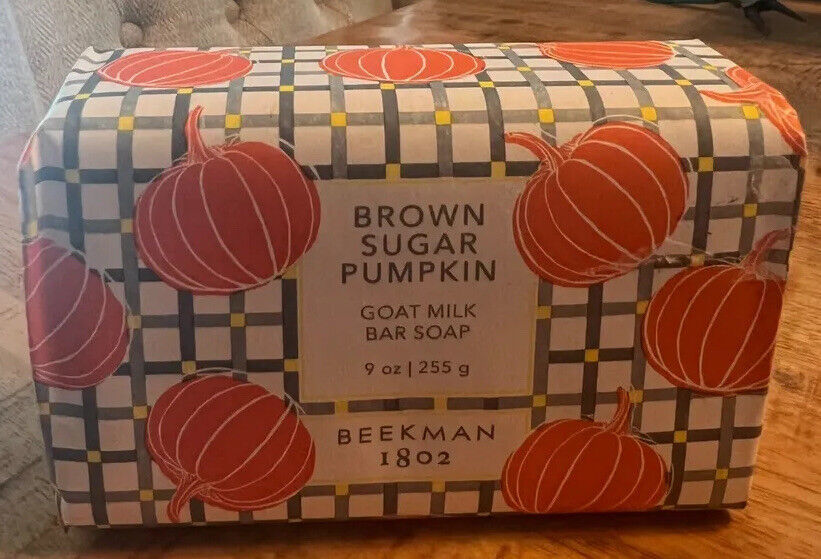 BROWN
SUGAR
PUMPKIN
GOAT MILK
BAR SOAP
9 oz | 255 g
BEEKMAN
1802